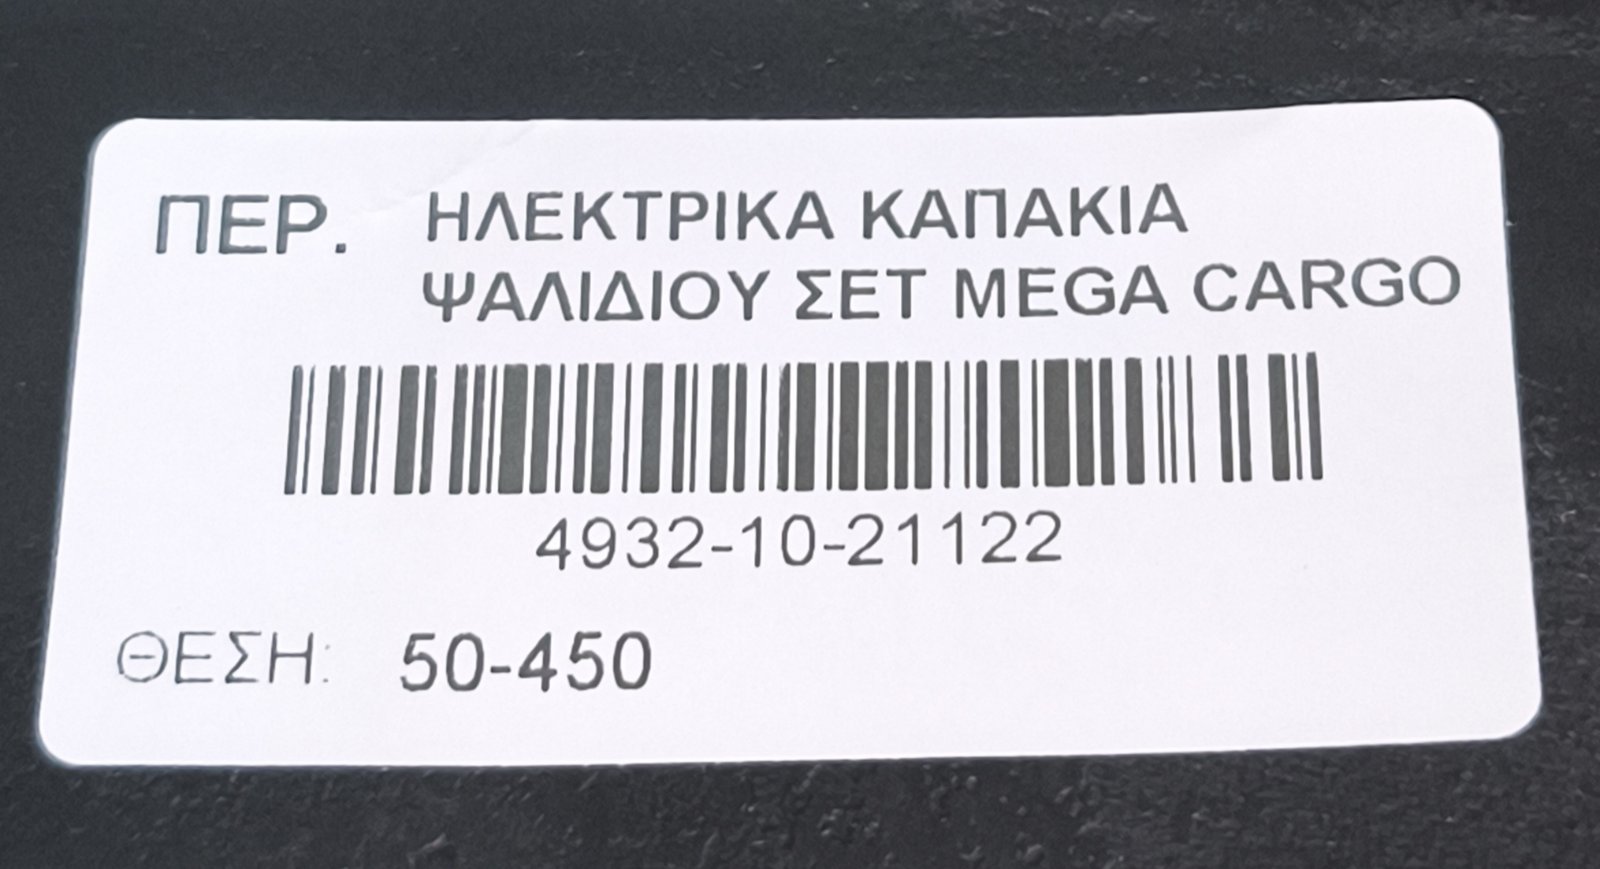 ΠΕΡ. ΗΛΕΚΤΡΙΚΑ ΚΑΠΑΚΙΑ
ΨΑΛΙΔΙΟΥ ΣΕΤ MEGA CARGO
4932-10-21122
ΘΕΣΗ: 50-450